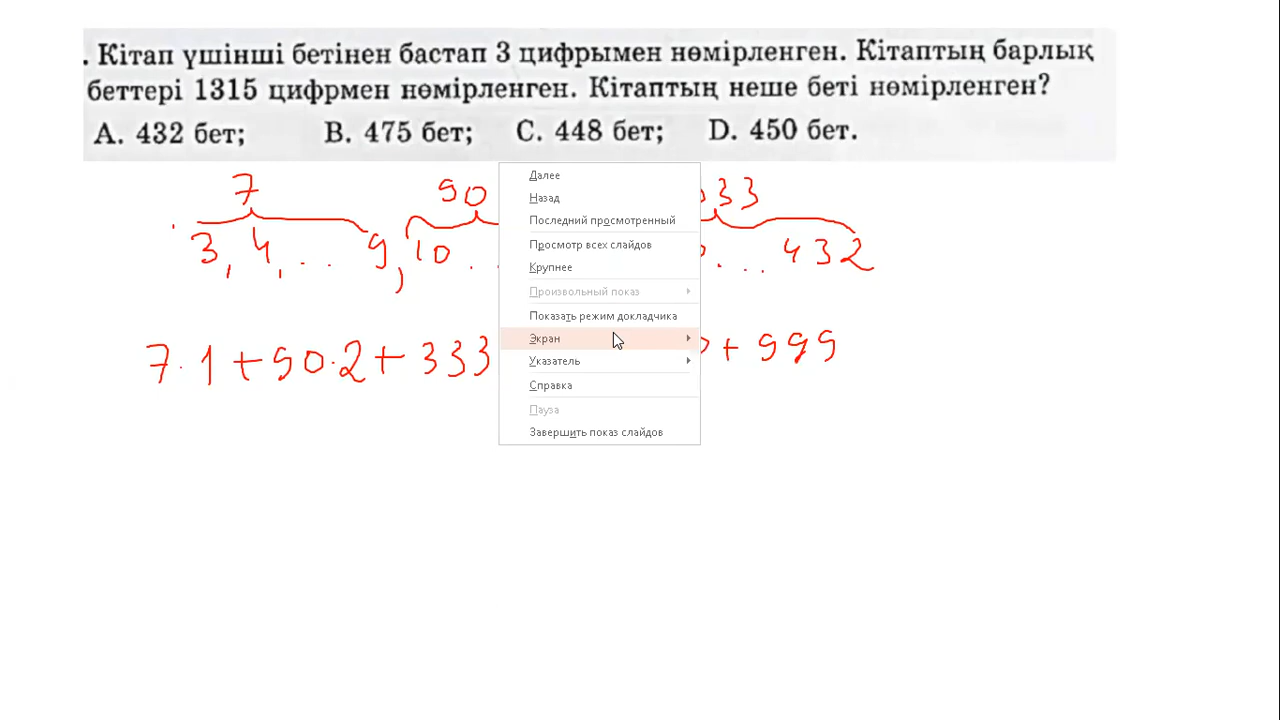 . Кітап үшінші бетінен бастап 3 цифрымен нөмірленген. Кітаптың барлық
беттері 1315 цифрмен нөмірленген. Кітаптың неше беті нөмірленген?
A. 432 бет; B. 475 бет; C. 448 бет; D. 450 бет.
7 90 33
3, 4, ... 9, 10 .. ... 432
7·1+90·2+333 + 999
Далее
Назад
Последний просмотренный
Просмотр всех слайдов
Крупнее
Произвольный показ
Показать режим докладчика
Экран
Указатель
Справка
Пауза
Завершить показ слайдов